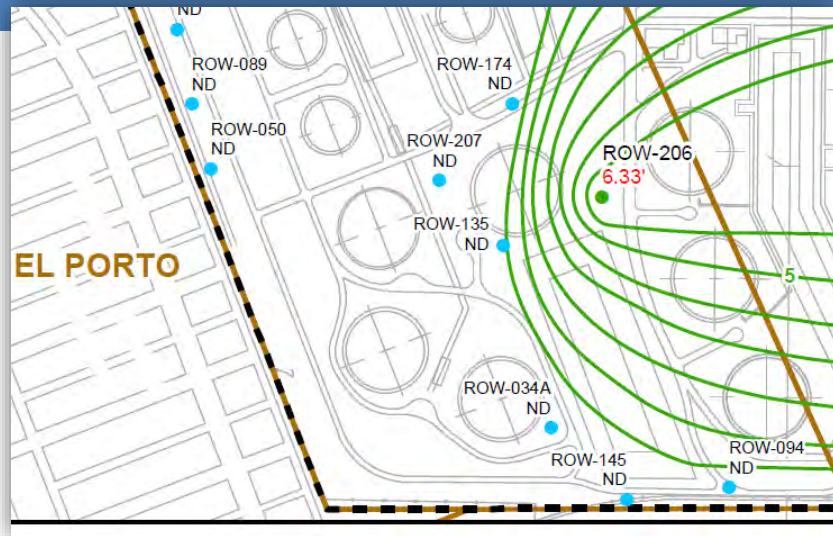 ND
ROW-089
ND
ROW-050
ND
ROW-174
ND
ROW-207
ND
ROW-206
6.33'
ROW-135
ND
EL PORTO
5
ROW-034A
ND
ROW-145
ND
ROW-094
ND